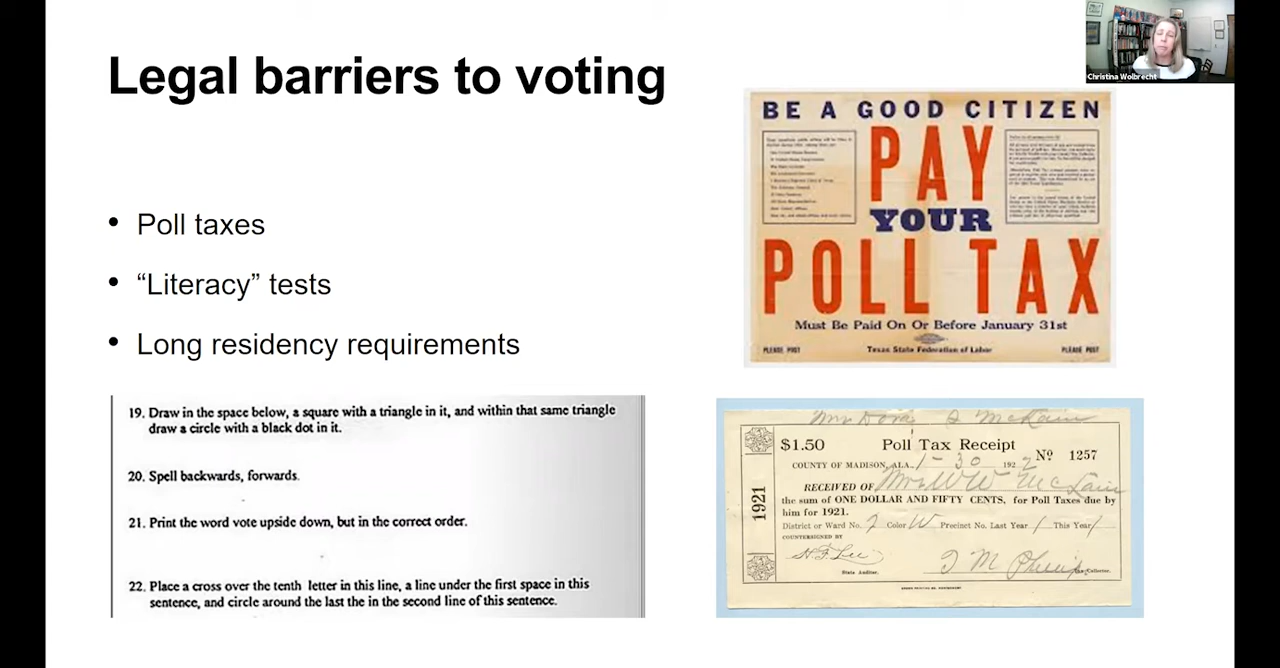 Legal barriers to voting
Christina Wolbrecht
• Poll taxes
• “Literacy” tests
• Long residency requirements
BE A GOOD CITIZEN
PAY
YOUR
POLL TAX
Must Be Paid On Or Before January 31st
PLEASE POST Texas State Federation of Labor PLEASE POST
19. Draw in the space below, a square with a triangle in it, and within that same triangle
draw a circle with a black dot in it.
20. Spell backwards, forwards.
21. Print the word vote upside down, but in the correct order.
22. Place a cross over the tenth letter in this line, a line under the first space in this
sentence, and circle around the last the in the second line of this sentence.
$1.50 Poll Tax Receipt
COUNTY OF MADISON, ALA. 1-30 1922 No 1257
1921
RECEIVED OF Mrs W W McLain
the sum of ONE DOLLAR AND FIFTY CENTS, for Poll Taxes due by
him for 1921.
District or Ward No. 2 Color W Precinct No. Last Year 1 This Year 1
COUNTERSIGNED BY
State Auditor.